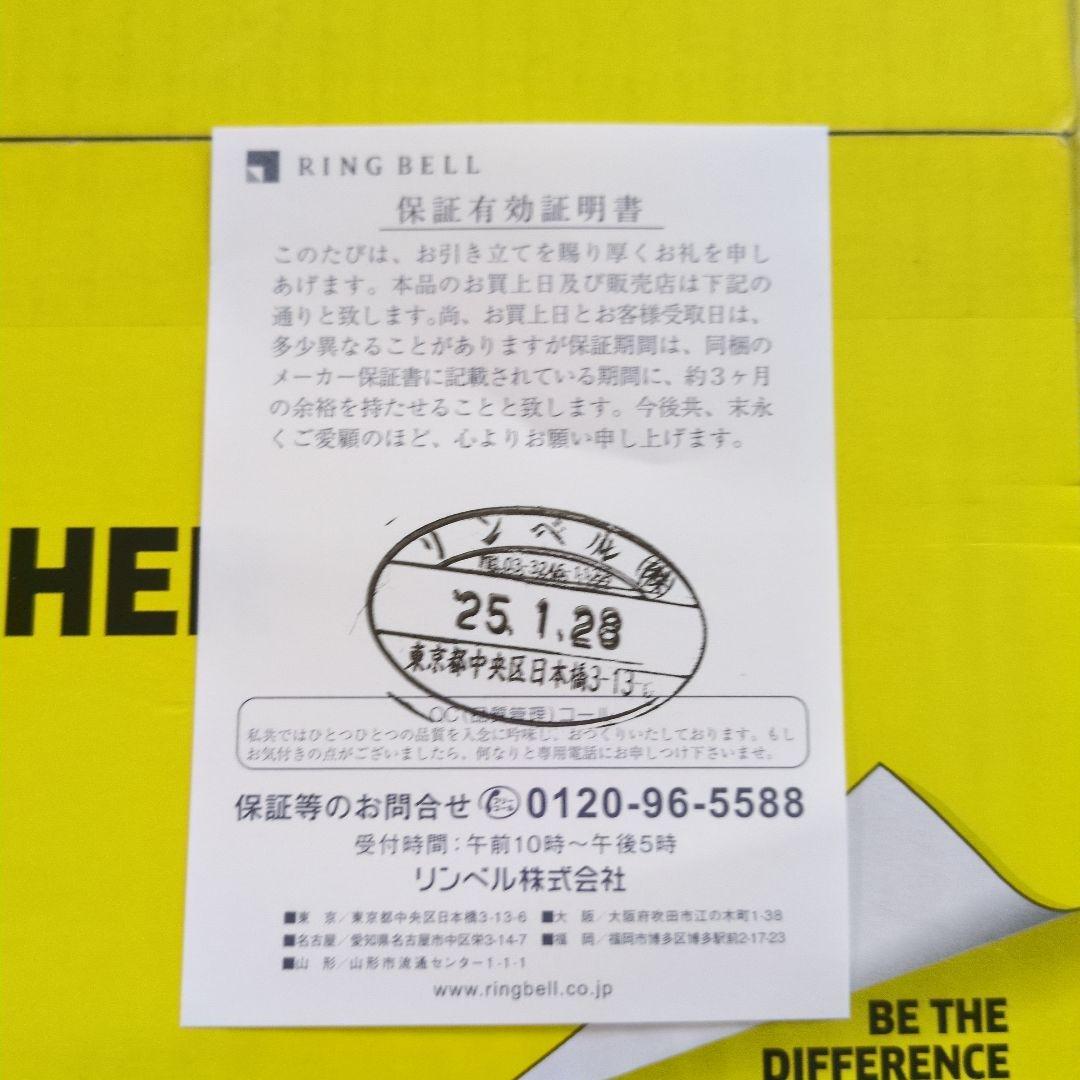 RING BELL
保証有効証明書
このたびは、お引き立てを賜り厚くお礼を申し
あげます。本品のお買上日及び販売店は下記の
通りと致します。尚、お買上日とお客様受取日は、
多少異なることがありますが保証期間は、同梱の
メーカー保証書に記載されている期間に、約3ヶ月
の余裕を持たせることと致します。今後共、末永
くご愛顧のほど、心よりお願い申し上げます。
HE
リンベル㈱
'25.1.28
東京都中央区日本橋3-13-6
QC(品質管理)コール
私共ではひとつひとつの品質を入念に吟味し、おつくりいたしております。もし
お気付きの点がございましたら、何なりと専用電話にお申しつけ下さいませ。
保証等のお問合せ 0120-96-5588
受付時間：午前10時～午後5時
リンベル株式会社
■東 京／東京都中央区日本橋3-13-6 ■大 阪／大阪府吹田市江の木町1-38
■名古屋／愛知県名古屋市中区栄3-14-7 ■福 岡／福岡市博多区博多駅前2-17-23
■山 形／山形市流通センター1-1-1
www.ringbell.co.jp
BE THE
DIFFERENCE